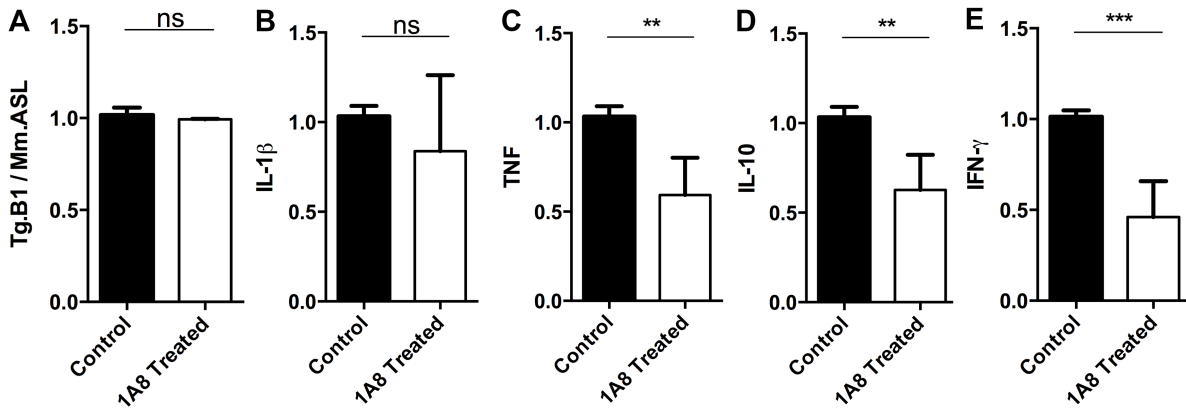 A
ns
Tg.B1 / Mm.ASL
1.5
1.0
0.5
0.0
Control
1A8 Treated
B
ns
IL-1β
1.5
1.0
0.5
0.0
Control
1A8 Treated
C
**
TNF
1.5
1.0
0.5
0.0
Control
1A8 Treated
D
**
IL-10
1.5
1.0
0.5
0.0
Control
1A8 Treated
E
***
IFN-γ
1.5
1.0
0.5
0.0
Control
1A8 Treated